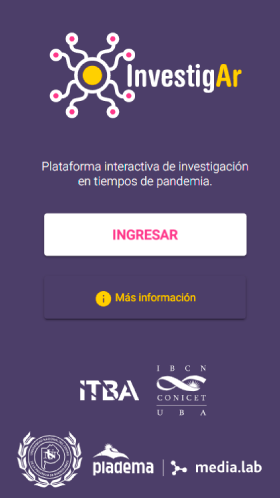 InvestigAr
Plataforma interactiva de investigación
en tiempos de pandemia.
INGRESAR
Más información
ITBA
IBCN
CONICET
UBA
pladema
media.lab